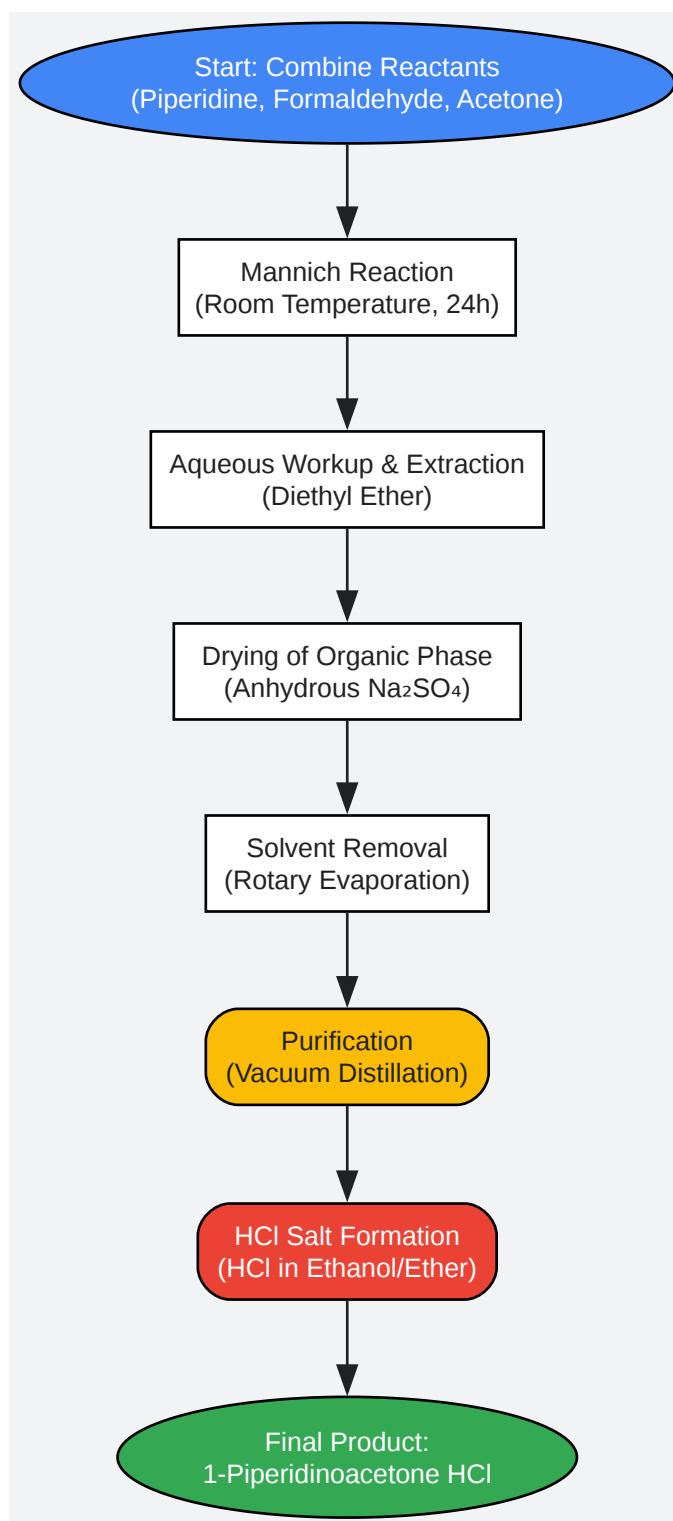 Start: Combine Reactants
(Piperidine, Formaldehyde, Acetone)
Mannich Reaction
(Room Temperature, 24h)
Aqueous Workup & Extraction
(Diethyl Ether)
Drying of Organic Phase
(Anhydrous Na₂SO₄)
Solvent Removal
(Rotary Evaporation)
Purification
(Vacuum Distillation)
HCl Salt Formation
(HCl in Ethanol/Ether)
Final Product:
1-Piperidinoacetone HCl